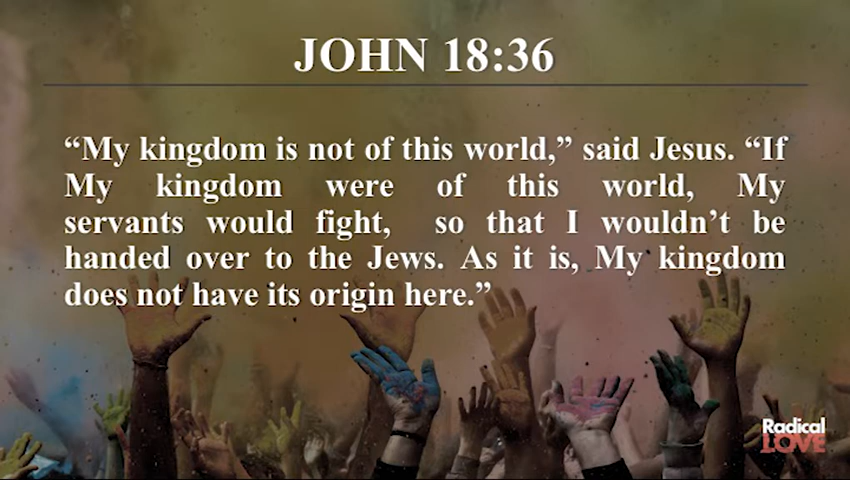 JOHN 18:36
“My kingdom is not of this world,” said Jesus. “If
My kingdom were of this world, My
servants would fight, so that I wouldn’t be
handed over to the Jews. As it is, My kingdom
does not have its origin here.”
Radical
LOVE